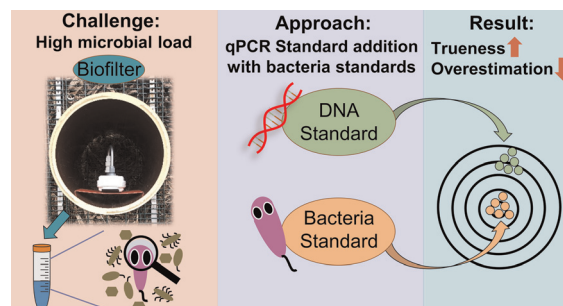 Challenge:
High microbial load
Biofilter
Approach:
qPCR Standard addition
with bacteria standards
DNA
Standard
Bacteria
Standard
Result:
Trueness
Overestimation